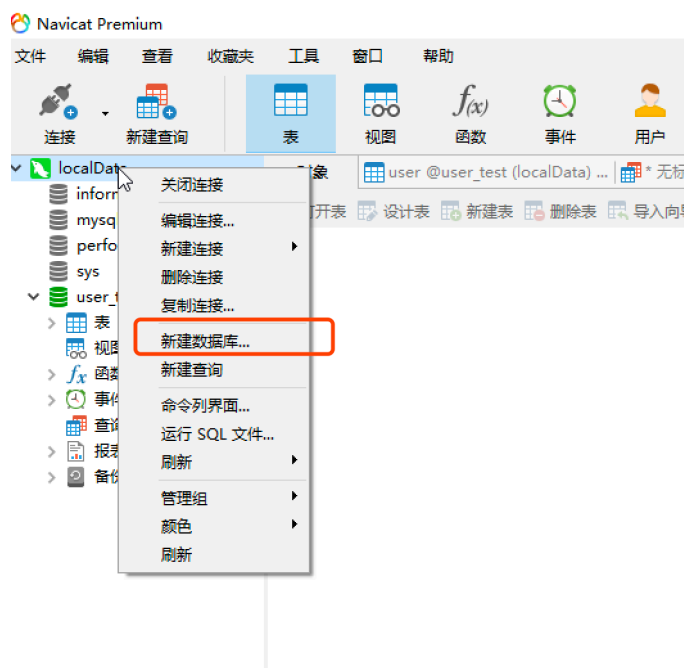 Navicat Premium
文件 编辑 查看 收藏夹 工具 窗口 帮助
连接 新建查询 表 视图 函数 事件 用户
localData
对象 user @user_test (localData) ... * 无标
打开表 设计表 新建表 删除表 导入向导
infor
mysq
perfo
sys
user_t
表
视图
函数
事件
查询
报表
备份
关闭连接
编辑连接...
新建连接
删除连接
复制连接...
新建数据库...
新建查询
命令列界面...
运行 SQL 文件...
刷新
管理组
颜色
刷新